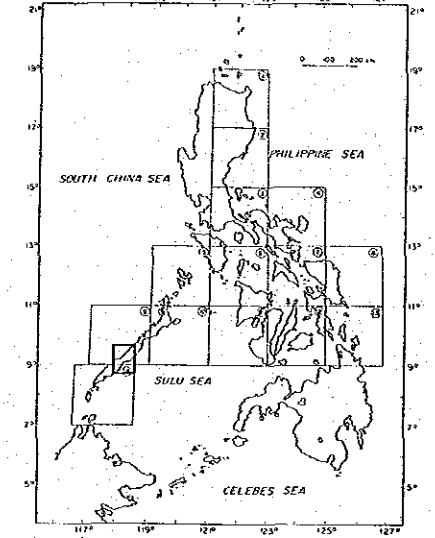 21° 21°
19° 19°
0 100 200 km
17° 17°
PHILIPPINE SEA
SOUTH CHINA SEA
15° 15°
13° 13°
11° 11°
9° 9°
SULU SEA
7° 7°
5° 5°
CELEBES SEA
117° 119° 121° 123° 125° 127°